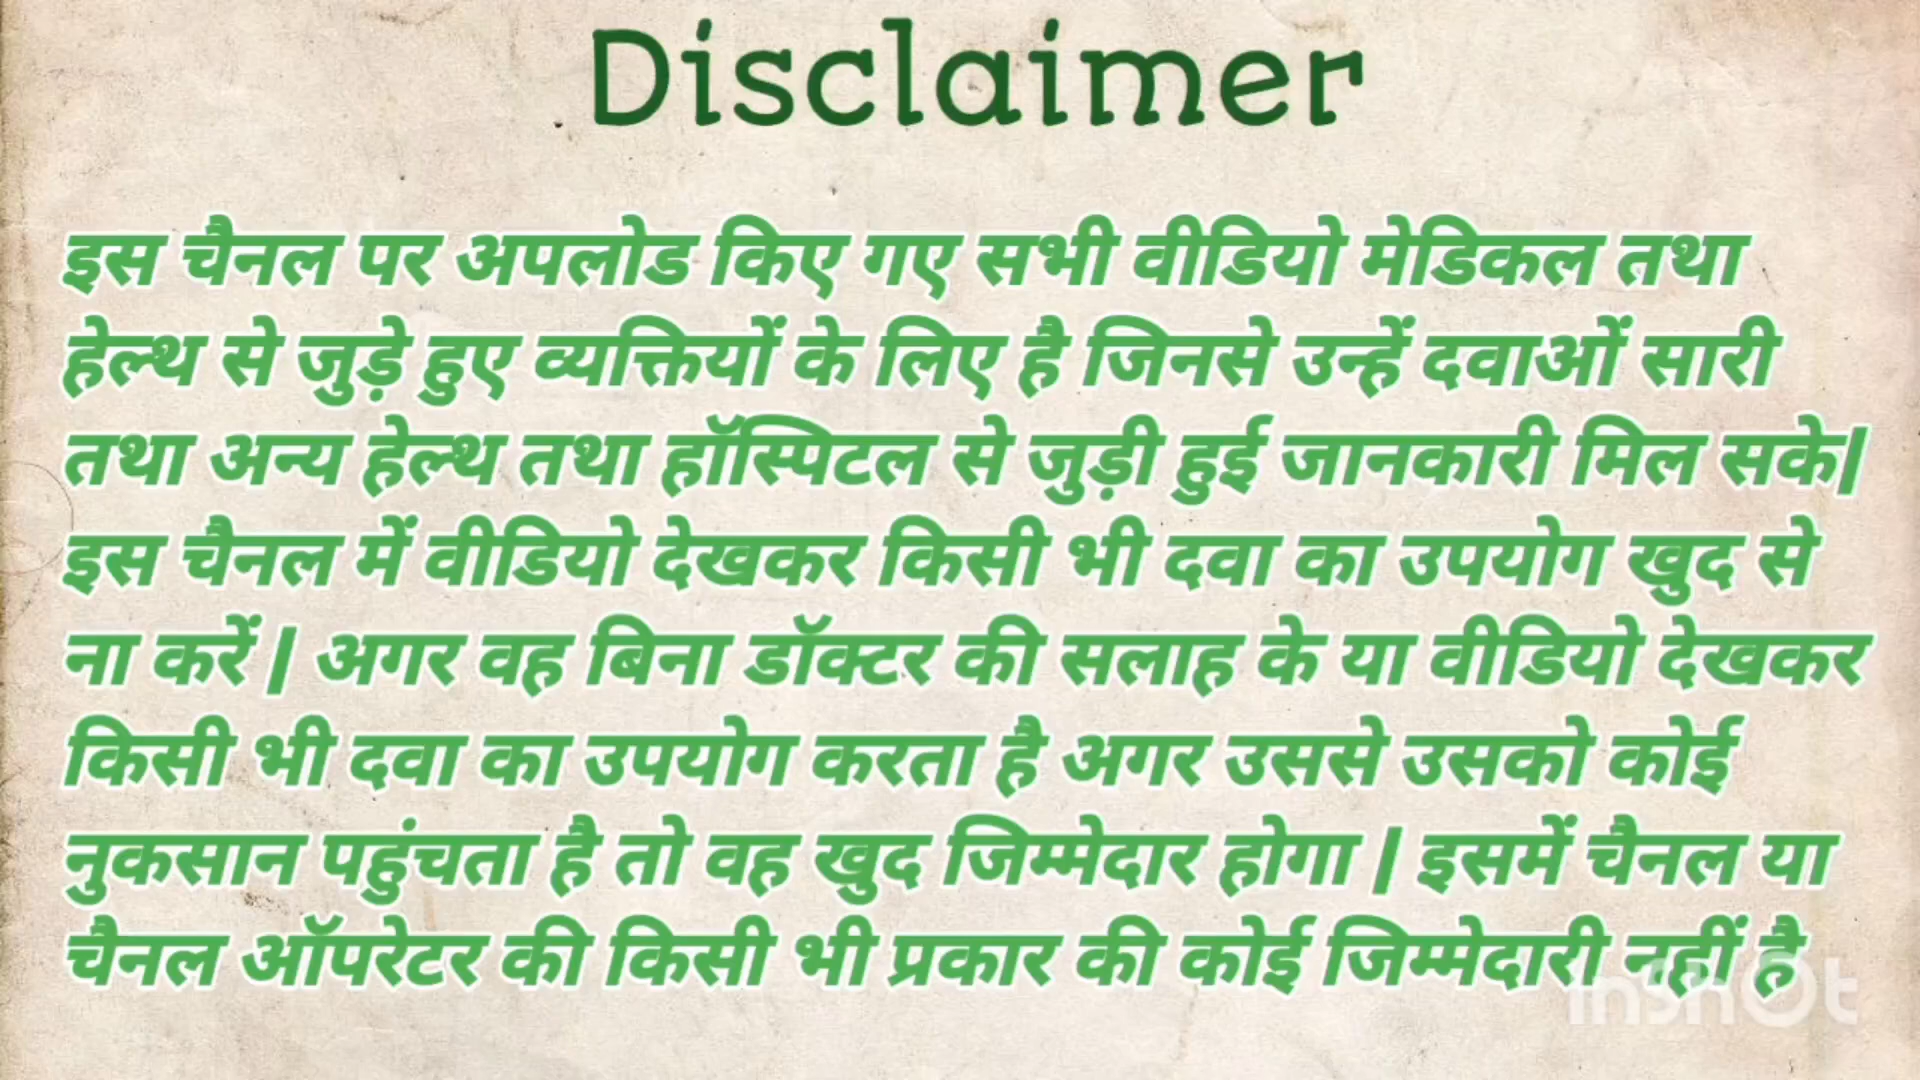 Disclaimer
इस चैनल पर अपलोड किए गए सभी वीडियो मेडिकल तथा
हेल्थ से जुड़े हुए व्यक्तियों के लिए है जिनसे उन्हें दवाओं सारी
तथा अन्य हेल्थ तथा हॉस्पिटल से जुड़ी हुई जानकारी मिल सके|
इस चैनल में वीडियो देखकर किसी भी दवा का उपयोग खुद से
ना करें | अगर वह बिना डॉक्टर की सलाह के या वीडियो देखकर
किसी भी दवा का उपयोग करता है अगर उससे उसको कोई
नुकसान पहुंचता है तो वह खुद जिम्मेदार होगा | इसमें चैनल या
चैनल ऑपरेटर की किसी भी प्रकार की कोई जिम्मेदारी नहीं है
InShOt